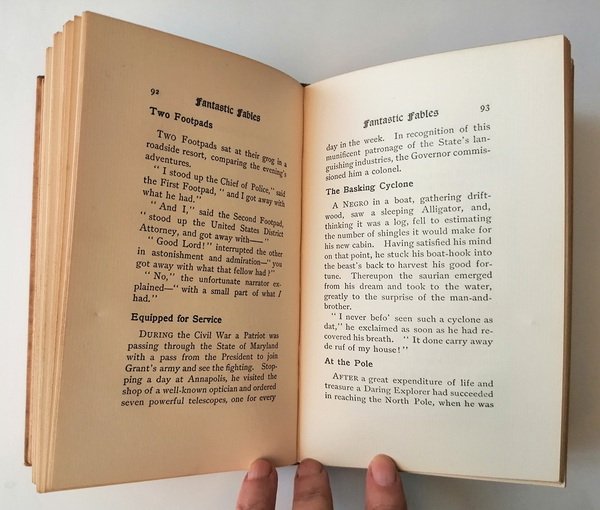 92
Fantastic Fables
Two Footpads
Two Footpads sat at their grog in a
roadside resort, comparing the evening's
adventures.
"I stood up the Chief of Police," said
the First Footpad, "and I got away with
what he had."
"And I," said the Second Footpad,
"stood up the United States District
Attorney, and got away with——"
"Good Lord!" interrupted the other
in astonishment and admiration—"you
got away with what that fellow had?"
"No," the unfortunate narrator ex-
plained—"with a small part of what I
had."
Equipped for Service
During the Civil War a Patriot was
passing through the State of Maryland
with a pass from the President to join
Grant's army and see the fighting. Stop-
ping a day at Annapolis, he visited the
shop of a well-known optician and ordered
seven powerful telescopes, one for every
Fantastic Fables
93
day in the week. In recognition of this
munificent patronage of the State's lan-
guishing industries, the Governor commis-
sioned him a colonel.
The Basking Cyclone
A Negro in a boat, gathering drift-
wood, saw a sleeping Alligator, and,
thinking it was a log, fell to estimating
the number of shingles it would make for
his new cabin. Having satisfied his mind
on that point, he stuck his boat-hook into
the beast's back to harvest his good for-
tune. Thereupon the saurian emerged
from his dream and took to the water,
greatly to the surprise of the man-and-
brother.
"I never befo' seen such a cyclone as
dat," he exclaimed as soon as he had re-
covered his breath. "It done carry away
de ruf of my house!"
At the Pole
After a great expenditure of life and
treasure a Daring Explorer had succeeded
in reaching the North Pole, when he was